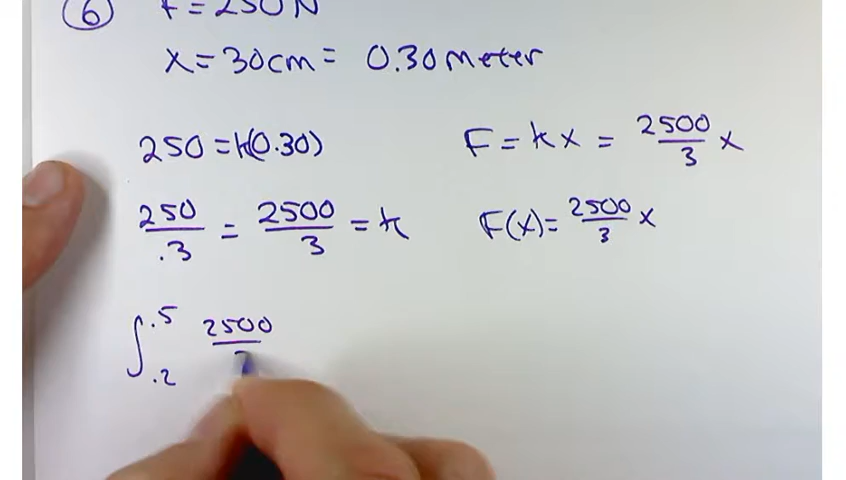 6 F = 250 N
x = 30cm = 0.30 meter
250 = k(0.30)
F = kx = 2500/3 x
250/.3 = 2500/3 = k
F(x) = 2500/3 x
∫ .5 .2 2500